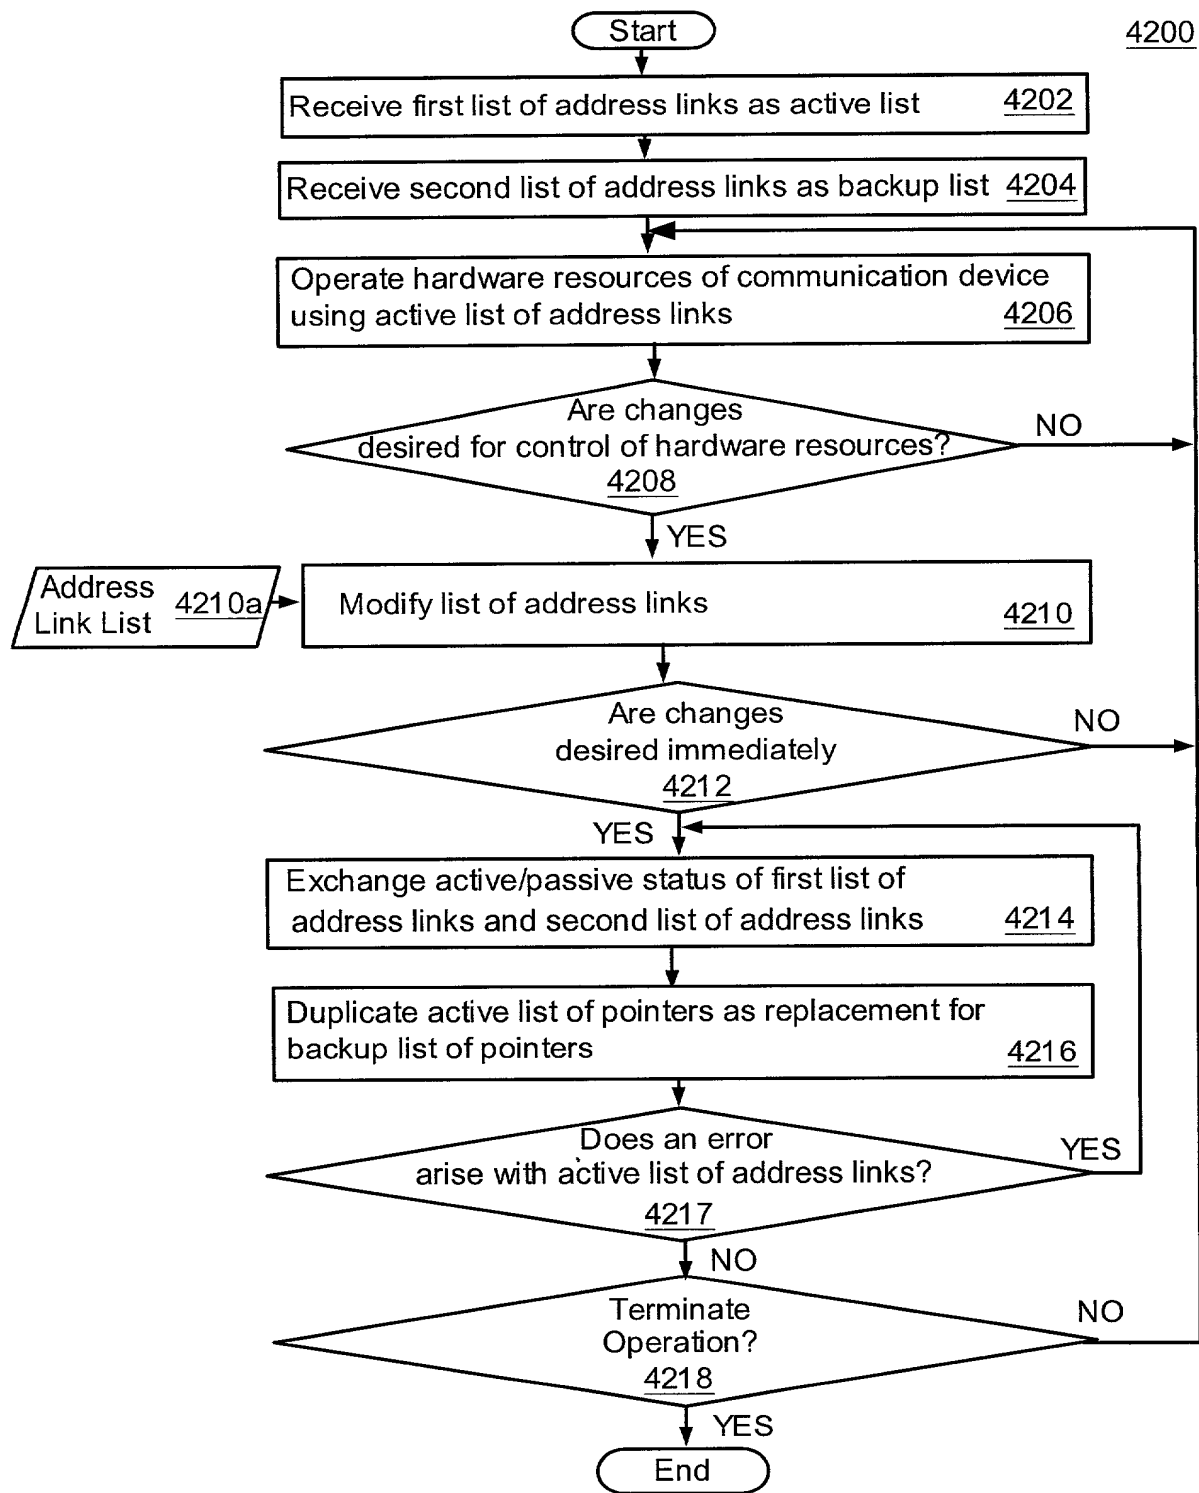 Start
4200
Receive first list of address links as active list 4202
Receive second list of address links as backup list 4204
Operate hardware resources of communication device
using active list of address links 4206
Are changes
desired for control of hardware resources?
4208
NO
YES
Address
Link List 4210a
Modify list of address links 4210
Are changes
desired immediately
4212
NO
YES
Exchange active/passive status of first list of
address links and second list of address links 4214
Duplicate active list of pointers as replacement for
backup list of pointers 4216
Does an error
arise with active list of address links?
4217
YES
NO
Terminate
Operation?
4218
NO
YES
End